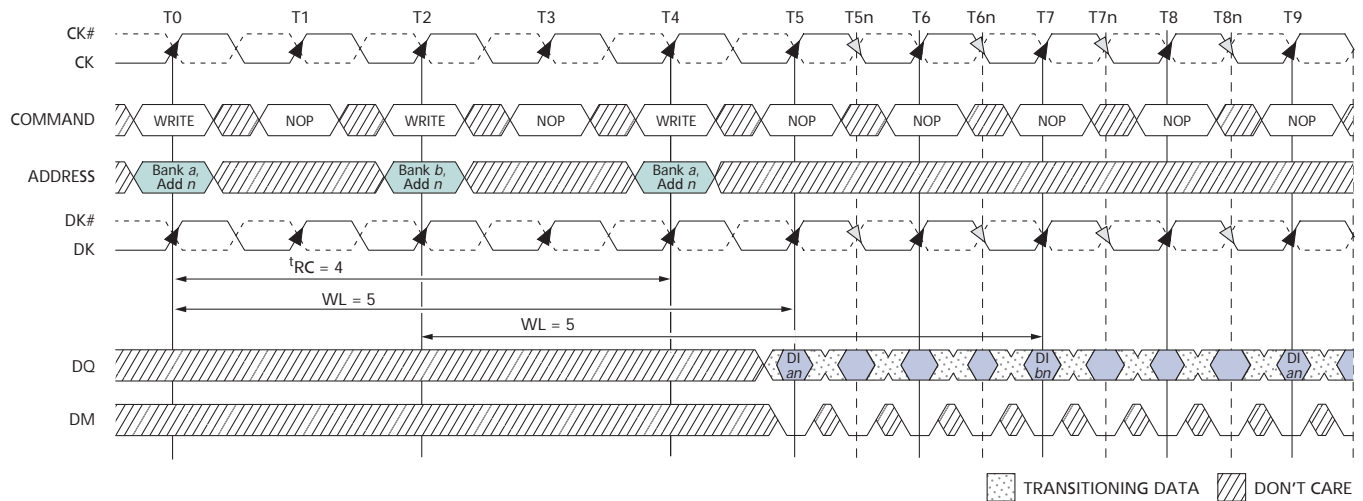 T0 T1 T2 T3 T4 T5 T5n T6 T6n T7 T7n T8 T8n T9
CK#
CK
COMMAND WRITE NOP WRITE NOP WRITE NOP NOP NOP NOP NOP
ADDRESS Bank a, Add n Bank b, Add n Bank a, Add n
DK#
DK
tRC = 4
WL = 5
WL = 5
DQ DI an DI bn DI an
DM
TRANSITIONING DATA DON'T CARE